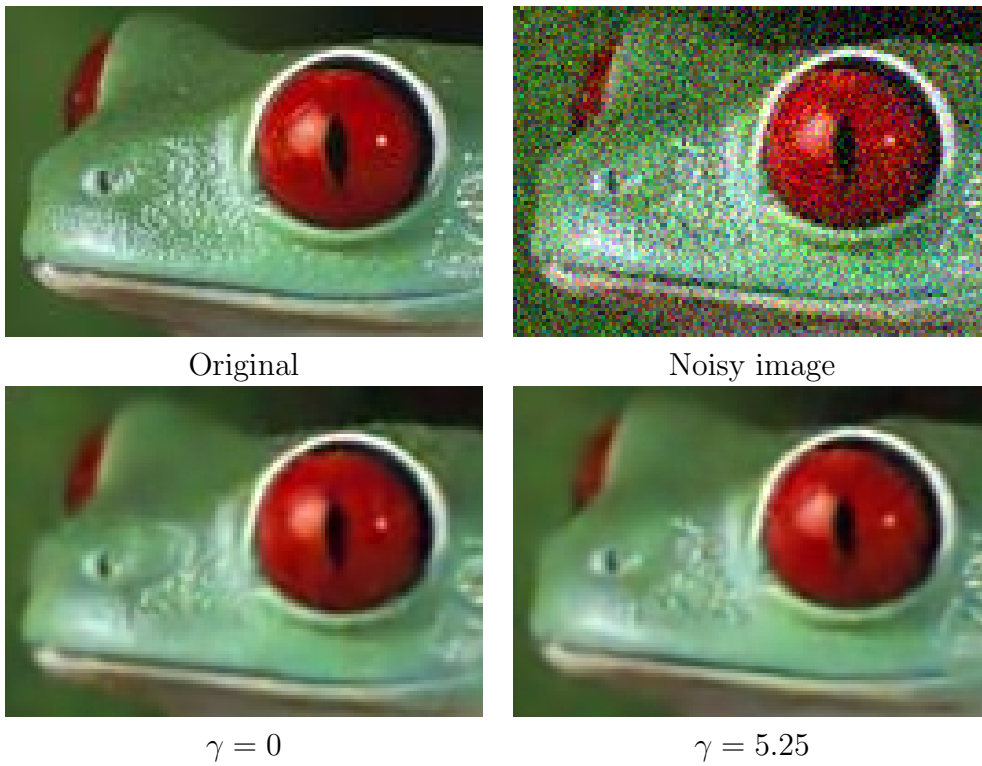 Original
Noisy image
γ = 0
γ = 5.25